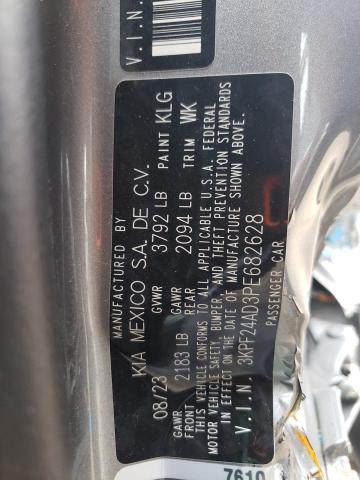 V.I.N.
MANUFACTURED BY
KIA MEXICO S.A. DE C.V.
08/23 GVWR 3792 LB PAINT KLG
GAWR FRONT 2183 LB GAWR REAR 2094 LB TRIM WK
THIS VEHICLE CONFORMS TO ALL APPLICABLE U.S.A. FEDERAL
MOTOR VEHICLE SAFETY, BUMPER, AND THEFT PREVENTION STANDARDS
IN EFFECT ON THE DATE OF MANUFACTURE SHOWN ABOVE.
V.I.N. 3KPF24AD3PE682628
PASSENGER CAR
7610